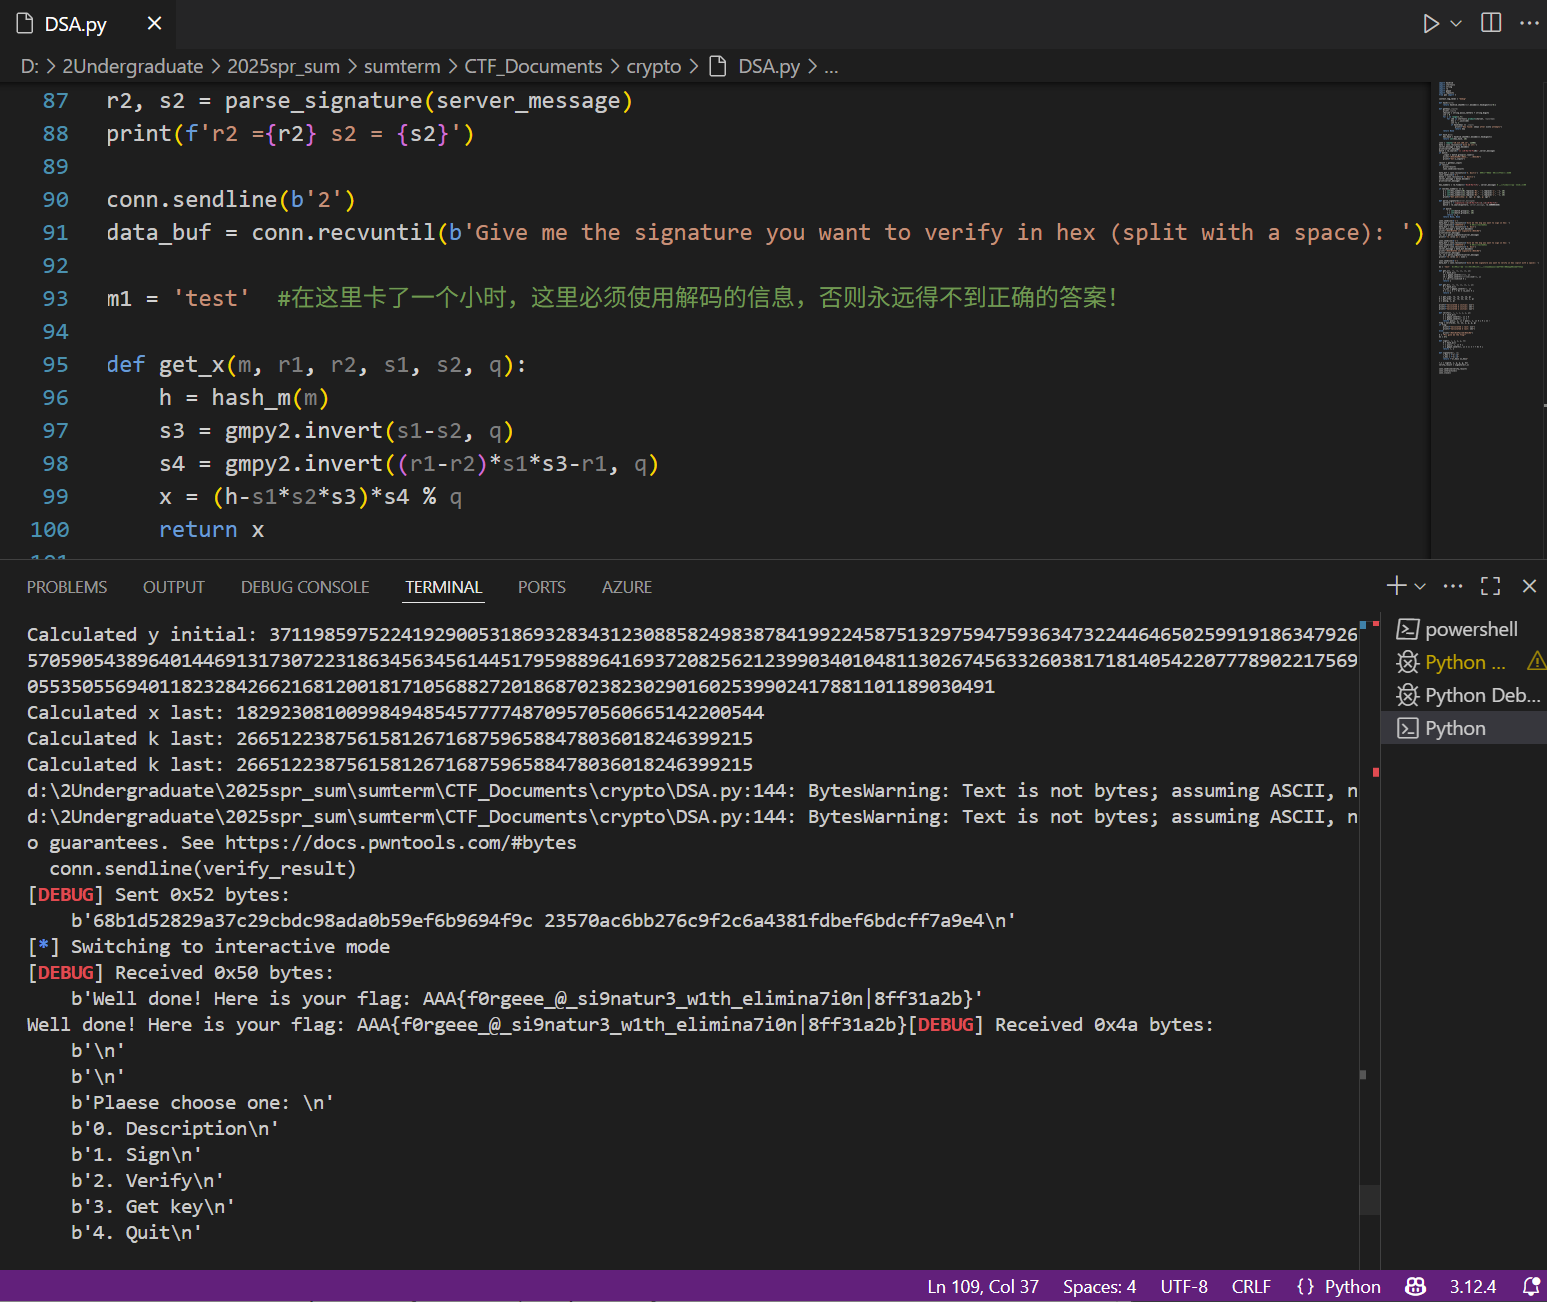 DSA.py
D: > 2Undergraduate > 2025spr_sum > sumterm > CTF_Documents > crypto > DSA.py > ...
87 r2, s2 = parse_signature(server_message)
88 print(f'r2 ={r2} s2 = {s2}')
89
90 conn.sendline(b'2')
91 data_buf = conn.recvuntil(b'Give me the signature you want to verify in hex (split with a space): ')
92
93 m1 = 'test'  #在这里卡了一个小时，这里必须使用解码的信息，否则永远得不到正确的答案！
94
95 def get_x(m, r1, r2, s1, s2, q):
96     h = hash_m(m)
97     s3 = gmpy2.invert(s1-s2, q)
98     s4 = gmpy2.invert((r1-r2)*s1*s3-r1, q)
99     x = (h-s1*s2*s3)*s4 % q
100     return x
PROBLEMS OUTPUT DEBUG CONSOLE TERMINAL PORTS AZURE
Calculated y initial: 371198597522419290053186932834312308858249838784199224587513297594759363473224464650259919186347926
5705905438964014469131730722318634563456144517959889641693720825621239903401048113026745633260381718140542207778902217569
0553505569401182328426621681200181710568827201868702382302901602539902417881101189030491
Calculated x last: 182923081009984948545777748709570560665142200544
Calculated k last: 26651223875615812671687596588478036018246399215
Calculated k last: 26651223875615812671687596588478036018246399215
d:\2Undergraduate\2025spr_sum\sumterm\CTF_Documents\crypto\DSA.py:144: BytesWarning: Text is not bytes; assuming ASCII, n
d:\2Undergraduate\2025spr_sum\sumterm\CTF_Documents\crypto\DSA.py:144: BytesWarning: Text is not bytes; assuming ASCII, n
o guarantees. See https://docs.pwntools.com/#bytes
  conn.sendline(verify_result)
[DEBUG] Sent 0x52 bytes:
    b'68b1d52829a37c29cbdc98ada0b59ef6b9694f9c 23570ac6bb276c9f2c6a4381fdbef6bdcff7a9e4\n'
[*] Switching to interactive mode
[DEBUG] Received 0x50 bytes:
    b'Well done! Here is your flag: AAA{f0rgeee_@_si9natur3_w1th_elimina7i0n|8ff31a2b}'
Well done! Here is your flag: AAA{f0rgeee_@_si9natur3_w1th_elimina7i0n|8ff31a2b}[DEBUG] Received 0x4a bytes:
    b'\n'
    b'\n'
    b'Plaese choose one: \n'
    b'0. Description\n'
    b'1. Sign\n'
    b'2. Verify\n'
    b'3. Get key\n'
    b'4. Quit\n'
powershell
Python ...
Python Deb...
Python
Ln 109, Col 37 Spaces: 4 UTF-8 CRLF {} Python 3.12.4